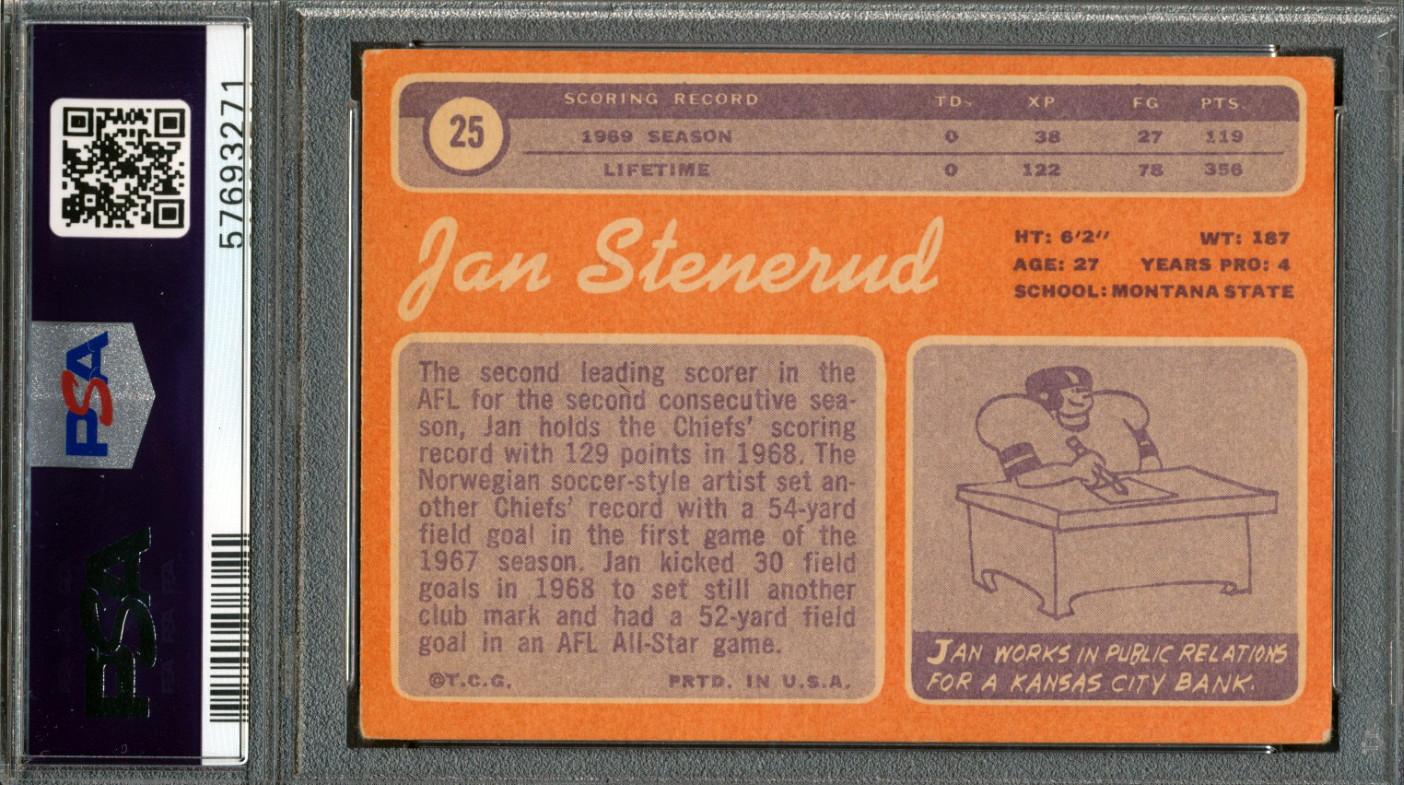 57693271
PSA
PSA
25
SCORING RECORD TDs XP FG PTS.
1969 SEASON 0 38 27 119
LIFETIME 0 122 78 356
Jan Stenerud
HT: 6'2" WT: 187
AGE: 27 YEARS PRO: 4
SCHOOL: MONTANA STATE
The second leading scorer in the
AFL for the second consecutive sea-
son, Jan holds the Chiefs' scoring
record with 129 points in 1968. The
Norwegian soccer-style artist set an-
other Chiefs' record with a 54-yard
field goal in the first game of the
1967 season. Jan kicked 30 field
goals in 1968 to set still another
club mark and had a 52-yard field
goal in an AFL All-Star game.
©T.C.G. PRTD. IN U.S.A.
JAN WORKS IN PUBLIC RELATIONS
FOR A KANSAS CITY BANK.